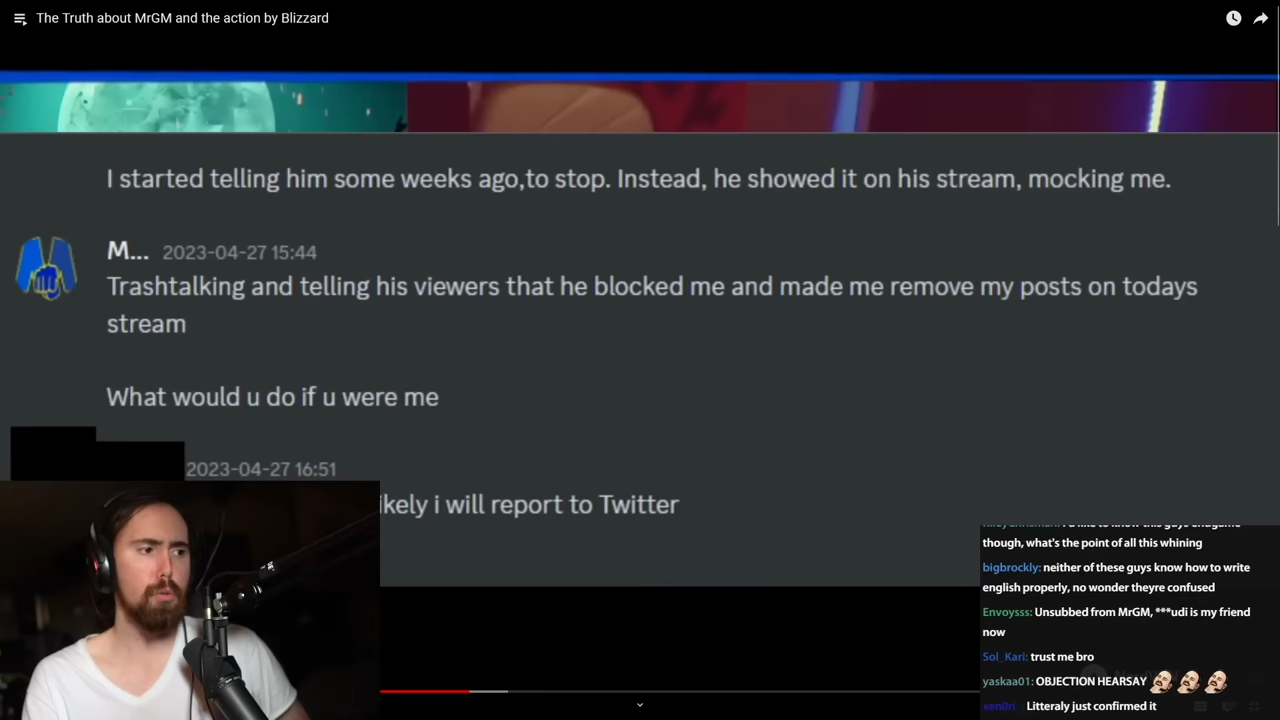 The Truth about MrGM and the action by Blizzard
I started telling him some weeks ago,to stop. Instead, he showed it on his stream, mocking me.
M... 2023-04-27 15:44
Trashtalking and telling his viewers that he blocked me and made me remove my posts on todays
stream
What would u do if u were me
2023-04-27 16:51
ikely i will report to Twitter
though, what's the point of all this whining
bigbrockly: neither of these guys know how to write
english properly, no wonder theyre confused
Envoysss: Unsubbed from MrGM, ***udi is my friend
now
Sol_Kari: trust me bro
yaskaa01: OBJECTION HEARSAY
xen0ri Litteraly just confirmed it